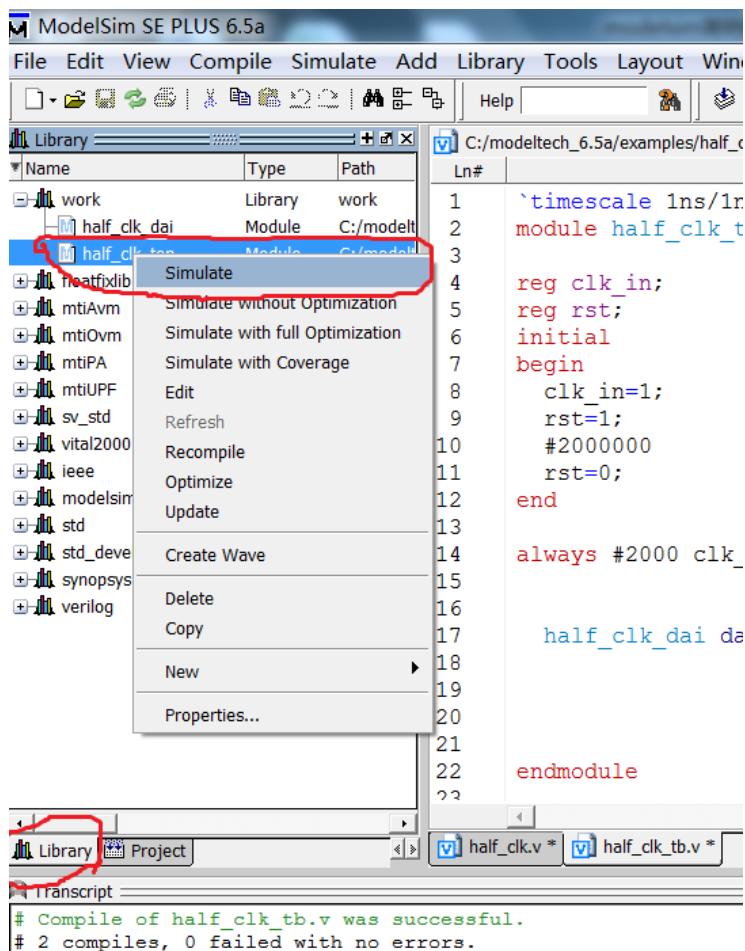 ModelSim SE PLUS 6.5a
File Edit View Compile Simulate Add Library Tools Layout
Help
Library
C:/modeltech_6.5a/examples/half_c
Name Type Path
Ln#
work Library work
half_clk_dai Module C:/modelt
half_clk_top Module C:/modelt
floatfixlib
mtiAvm
mtiOvm
mtiPA
mtiUPF
sv_std
vital2000
ieee
modelsim
std
std_deve
synopsys
verilog
Simulate
Simulate without Optimization
Simulate with full Optimization
Simulate with Coverage
Edit
Refresh
Recompile
Optimize
Update
Create Wave
Delete
Copy
New
Properties...
1 `timescale 1ns/1n
2 module half_clk_t
3
4 reg clk_in;
5 reg rst;
6 initial
7 begin
8 clk_in=1;
9 rst=1;
10 #2000000
11 rst=0;
12 end
13
14 always #2000 clk_
15
16
17 half_clk_dai da
18
19
20
21
22 endmodule
23
Library Project
half_clk.v * half_clk_tb.v *
Transcript
# Compile of half_clk_tb.v was successful.
# 2 compiles, 0 failed with no errors.